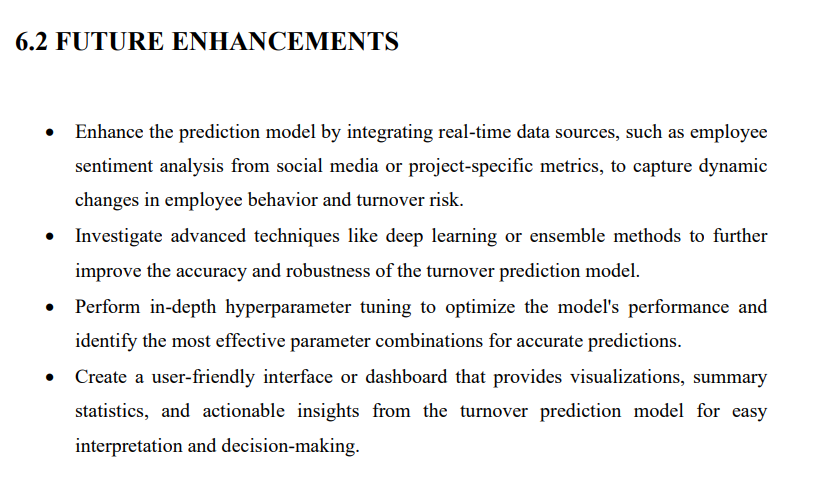 6.2 FUTURE ENHANCEMENTS
• Enhance the prediction model by integrating real-time data sources, such as employee
sentiment analysis from social media or project-specific metrics, to capture dynamic
changes in employee behavior and turnover risk.
• Investigate advanced techniques like deep learning or ensemble methods to further
improve the accuracy and robustness of the turnover prediction model.
• Perform in-depth hyperparameter tuning to optimize the model's performance and
identify the most effective parameter combinations for accurate predictions.
• Create a user-friendly interface or dashboard that provides visualizations, summary
statistics, and actionable insights from the turnover prediction model for easy
interpretation and decision-making.